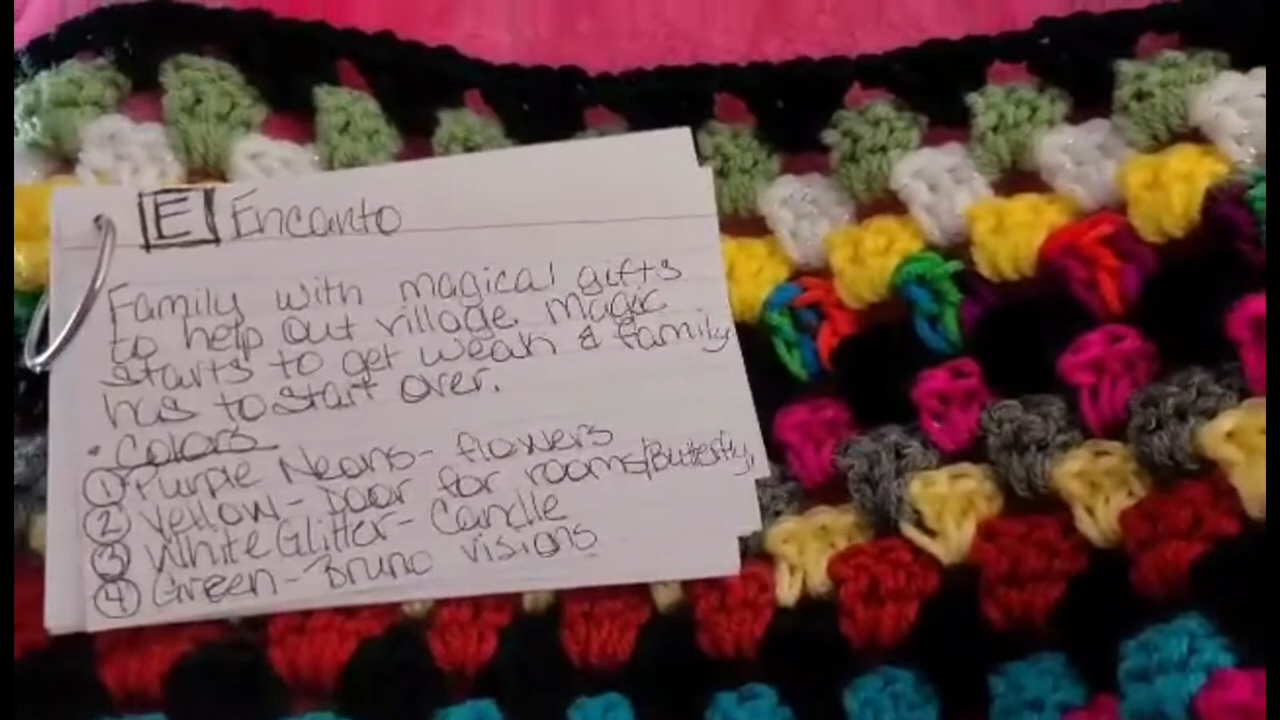 E Encanto
Family with magical gifts
to help out village. Magic
starts to get weak & family
has to start over.
• Colors
① Purple Neons - flowers
② Yellow - Door for rooms/Butterfly
③ White Glitter - Candle
④ Green - Bruno visions